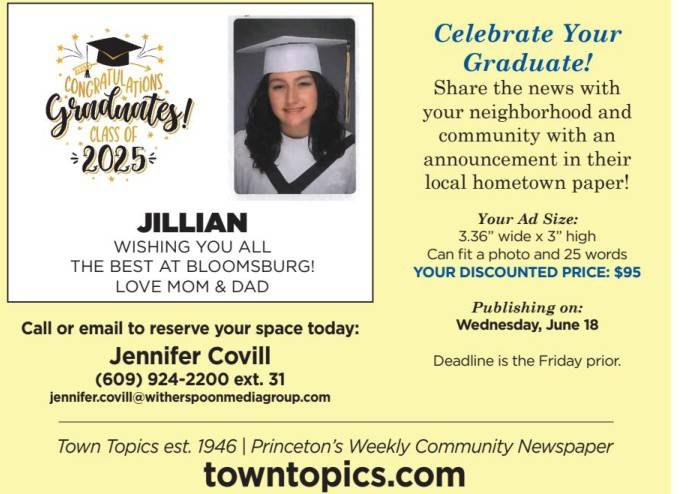 CONGRATULATIONS
Graduates!
CLASS OF
2025
JILLIAN
WISHING YOU ALL
THE BEST AT BLOOMSBURG!
LOVE MOM & DAD
Call or email to reserve your space today:
Jennifer Covill
(609) 924-2200 ext. 31
jennifer.covill@witherspoonmediagroup.com
Celebrate Your
Graduate!
Share the news with
your neighborhood and
community with an
announcement in their
local hometown paper!
Your Ad Size:
3.36” wide x 3” high
Can fit a photo and 25 words
YOUR DISCOUNTED PRICE: $95
Publishing on:
Wednesday, June 18
Deadline is the Friday prior.
Town Topics est. 1946 | Princeton’s Weekly Community Newspaper
towntopics.com